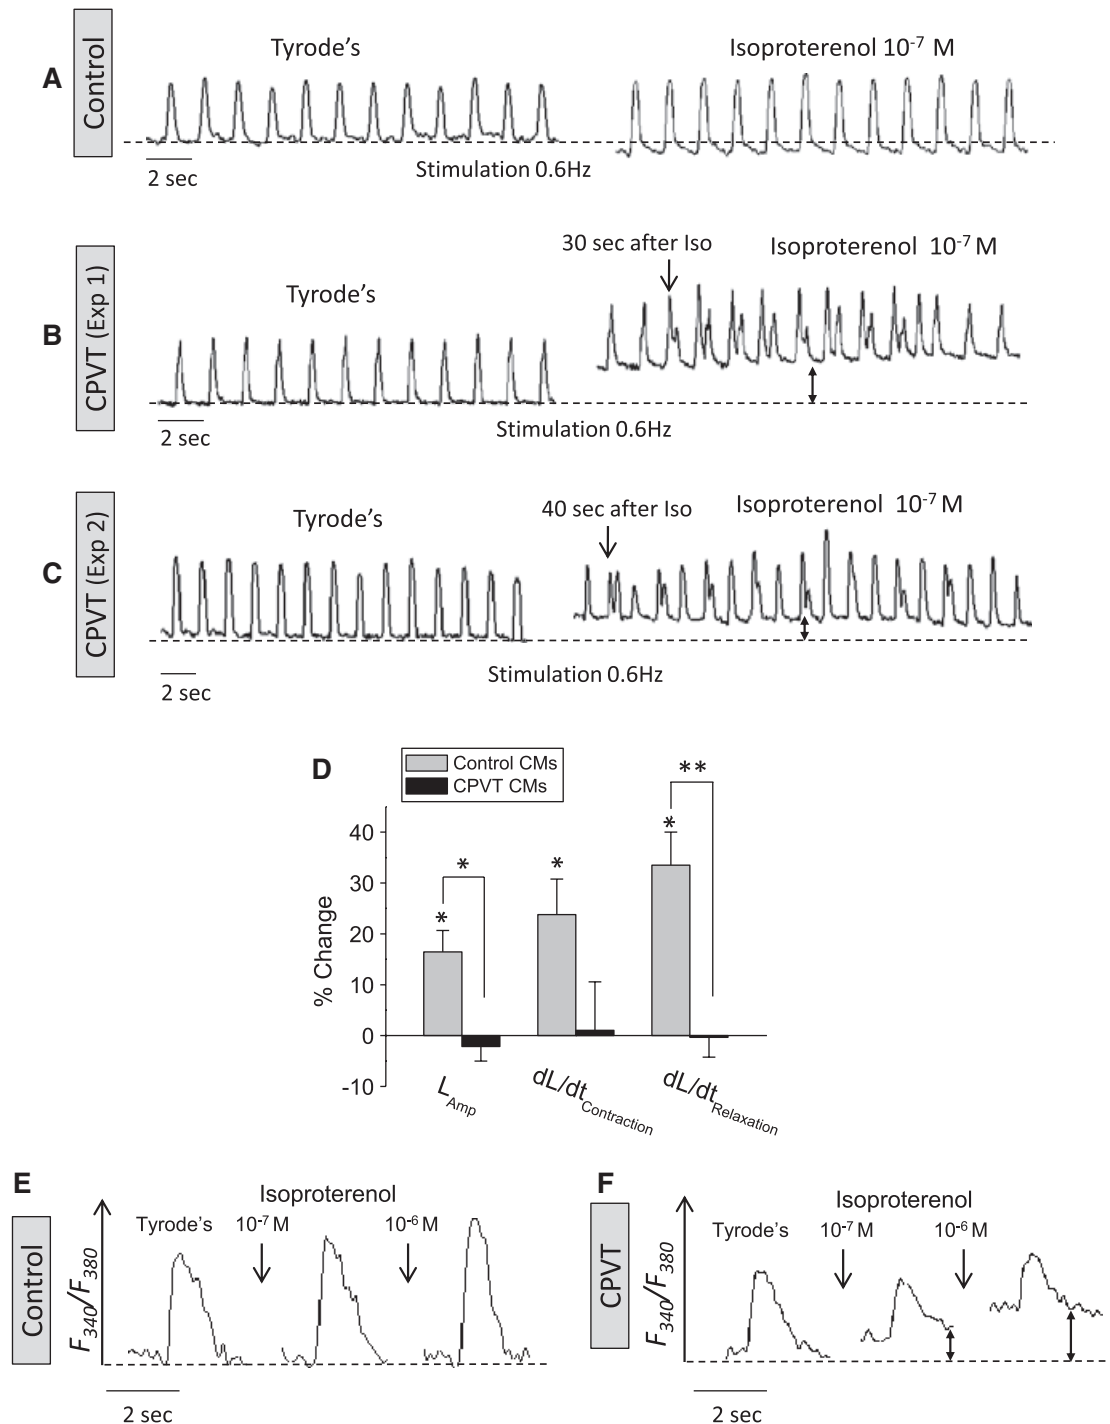 A
Control
Tyrode's
Isoproterenol 10⁻⁷ M
2 sec
Stimulation 0.6Hz
B
CPVT (Exp 1)
Tyrode's
30 sec after Iso
Isoproterenol 10⁻⁷ M
2 sec
Stimulation 0.6Hz
C
CPVT (Exp 2)
Tyrode's
40 sec after Iso
Isoproterenol 10⁻⁷ M
2 sec
Stimulation 0.6Hz
D
Control CMs
CPVT CMs
% Change
40
30
20
10
0
-10
*
*
*
*
**
L_Amp
dL/dt_Contraction
dL/dt_Relaxation
E
Control
F₃₄₀/F₃₈₀
Isoproterenol
Tyrode's 10⁻⁷ M 10⁻⁶ M
2 sec
F
CPVT
F₃₄₀/F₃₈₀
Isoproterenol
Tyrode's 10⁻⁷ M 10⁻⁶ M
2 sec